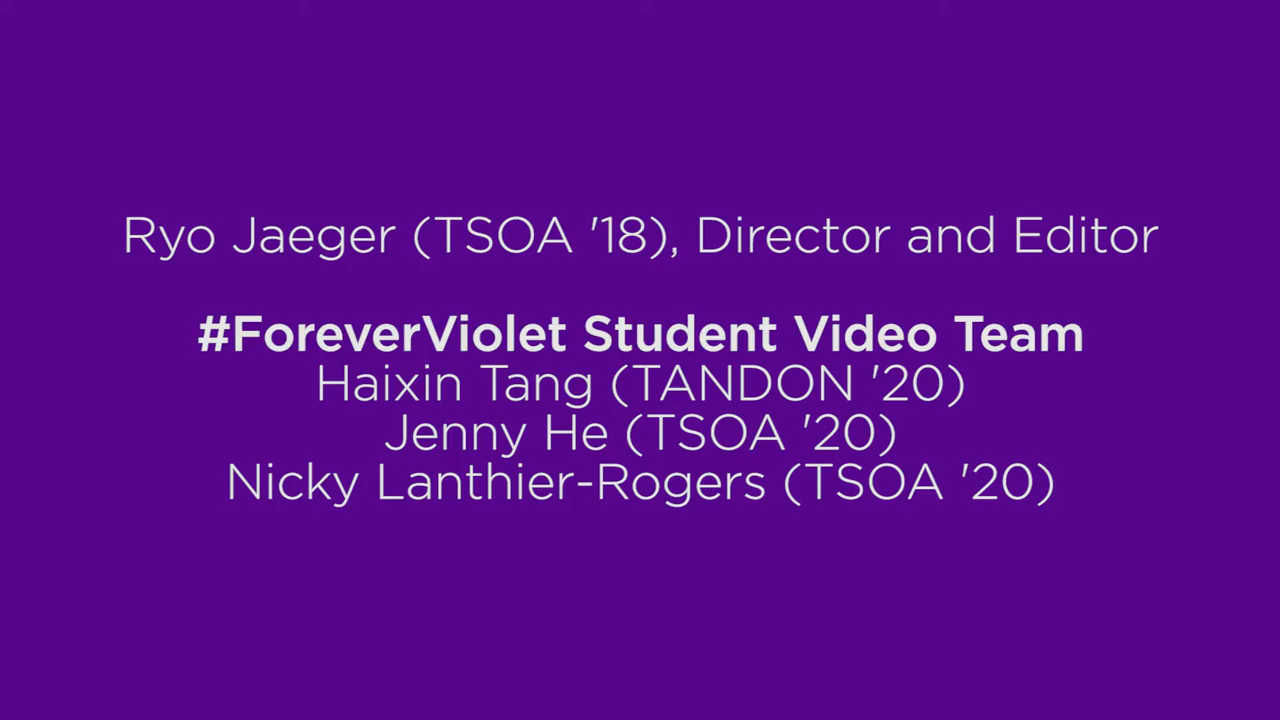 Ryo Jaeger (TSOA '18), Director and Editor
#ForeverViolet Student Video Team
Haixin Tang (TANDON '20)
Jenny He (TSOA '20)
Nicky Lanthier-Rogers (TSOA '20)